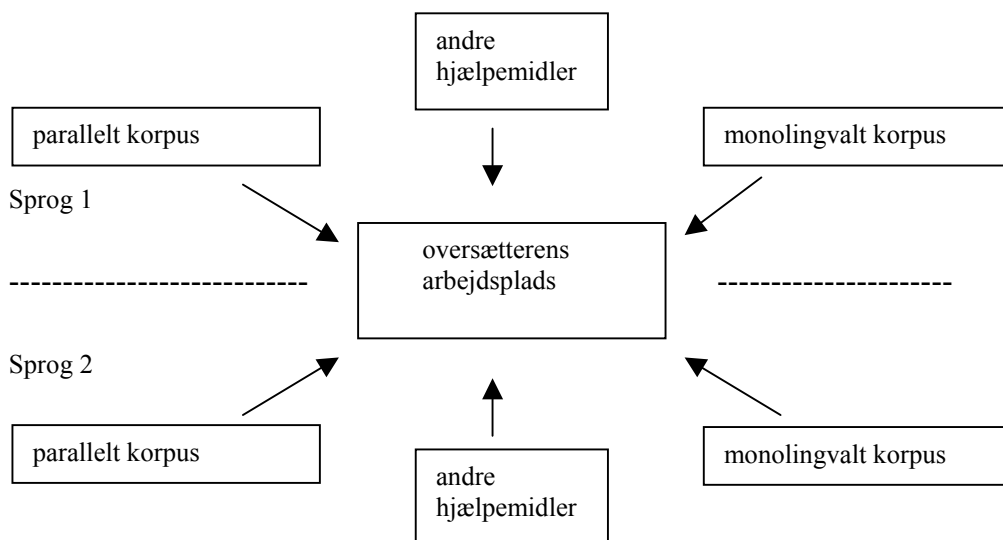 andre
hjælpemidler
parallelt korpus
monolingvalt korpus
Sprog 1
oversætterens
arbejdsplads
Sprog 2
parallelt korpus
monolingvalt korpus
andre
hjælpemidler